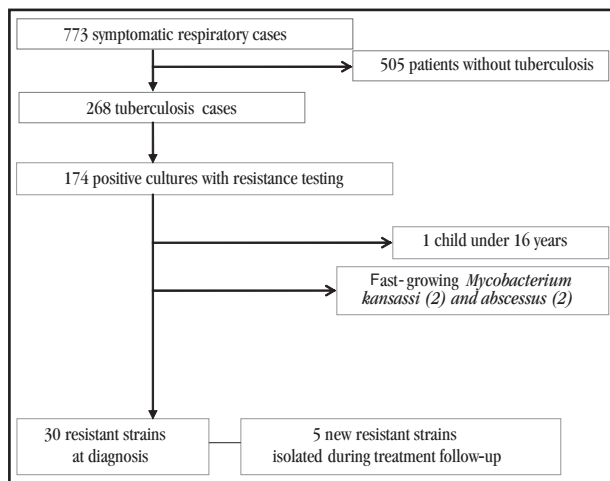 773 symptomatic respiratory cases
505 patients without tuberculosis
268 tuberculosis cases
174 positive cultures with resistance testing
1 child under 16 years
Fast-growing Mycobacterium
kansassi (2) and abscessus (2)
30 resistant strains
at diagnosis
5 new resistant strains
isolated during treatment follow-up